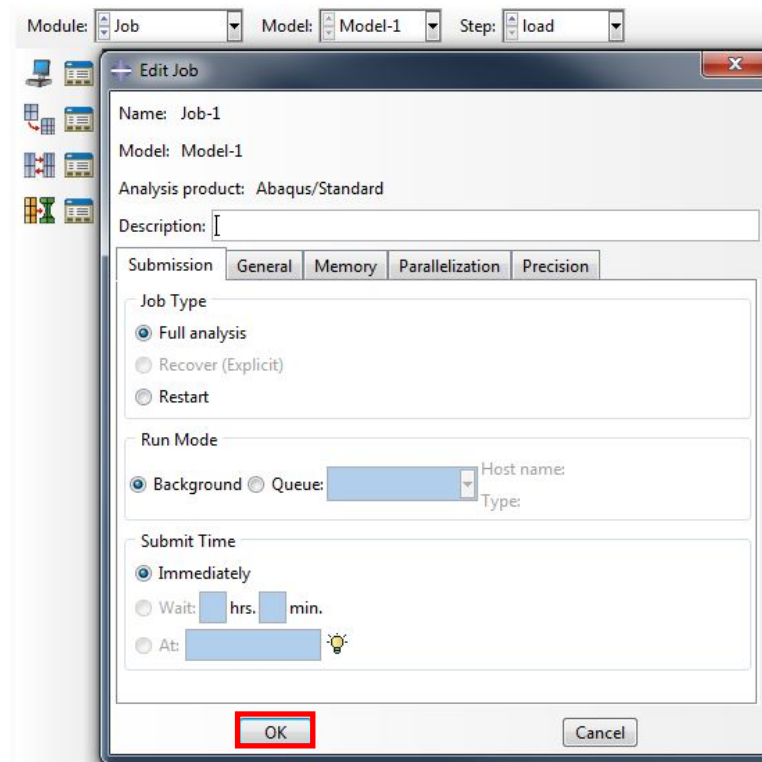 Module: Job Model: Model-1 Step: load
Edit Job
Name: Job-1
Model: Model-1
Analysis product: Abaqus/Standard
Description:
Submission General Memory Parallelization Precision
Job Type
Full analysis
Recover (Explicit)
Restart
Run Mode
Background Queue: Host name:
Type:
Submit Time
Immediately
Wait: hrs. min.
At:
OK Cancel